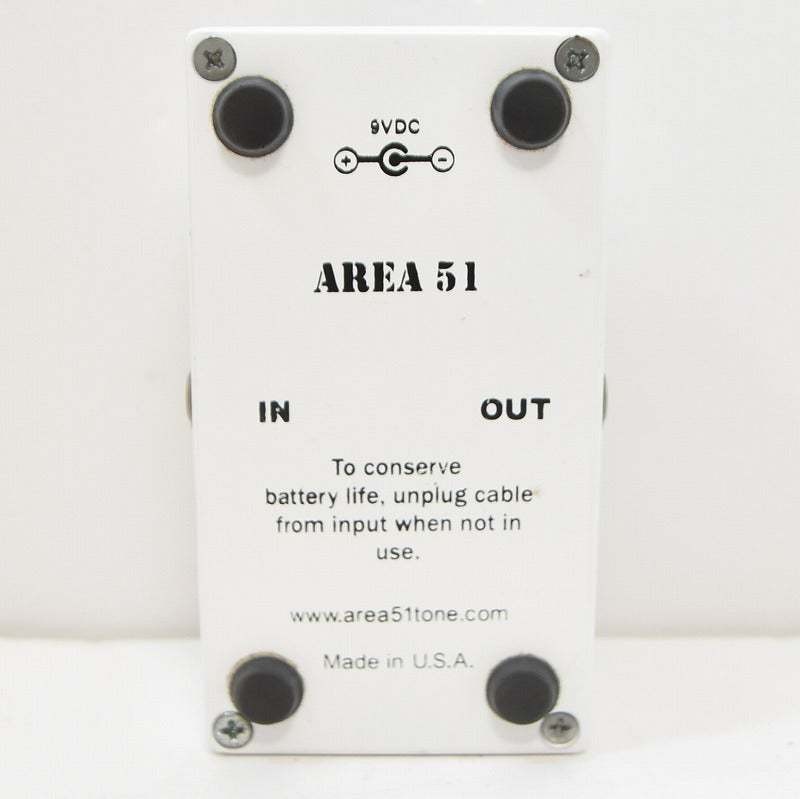 9VDC
+ -
AREA 51
IN OUT
To conserve
battery life, unplug cable
from input when not in
use.
www.area51tone.com
Made in U.S.A.